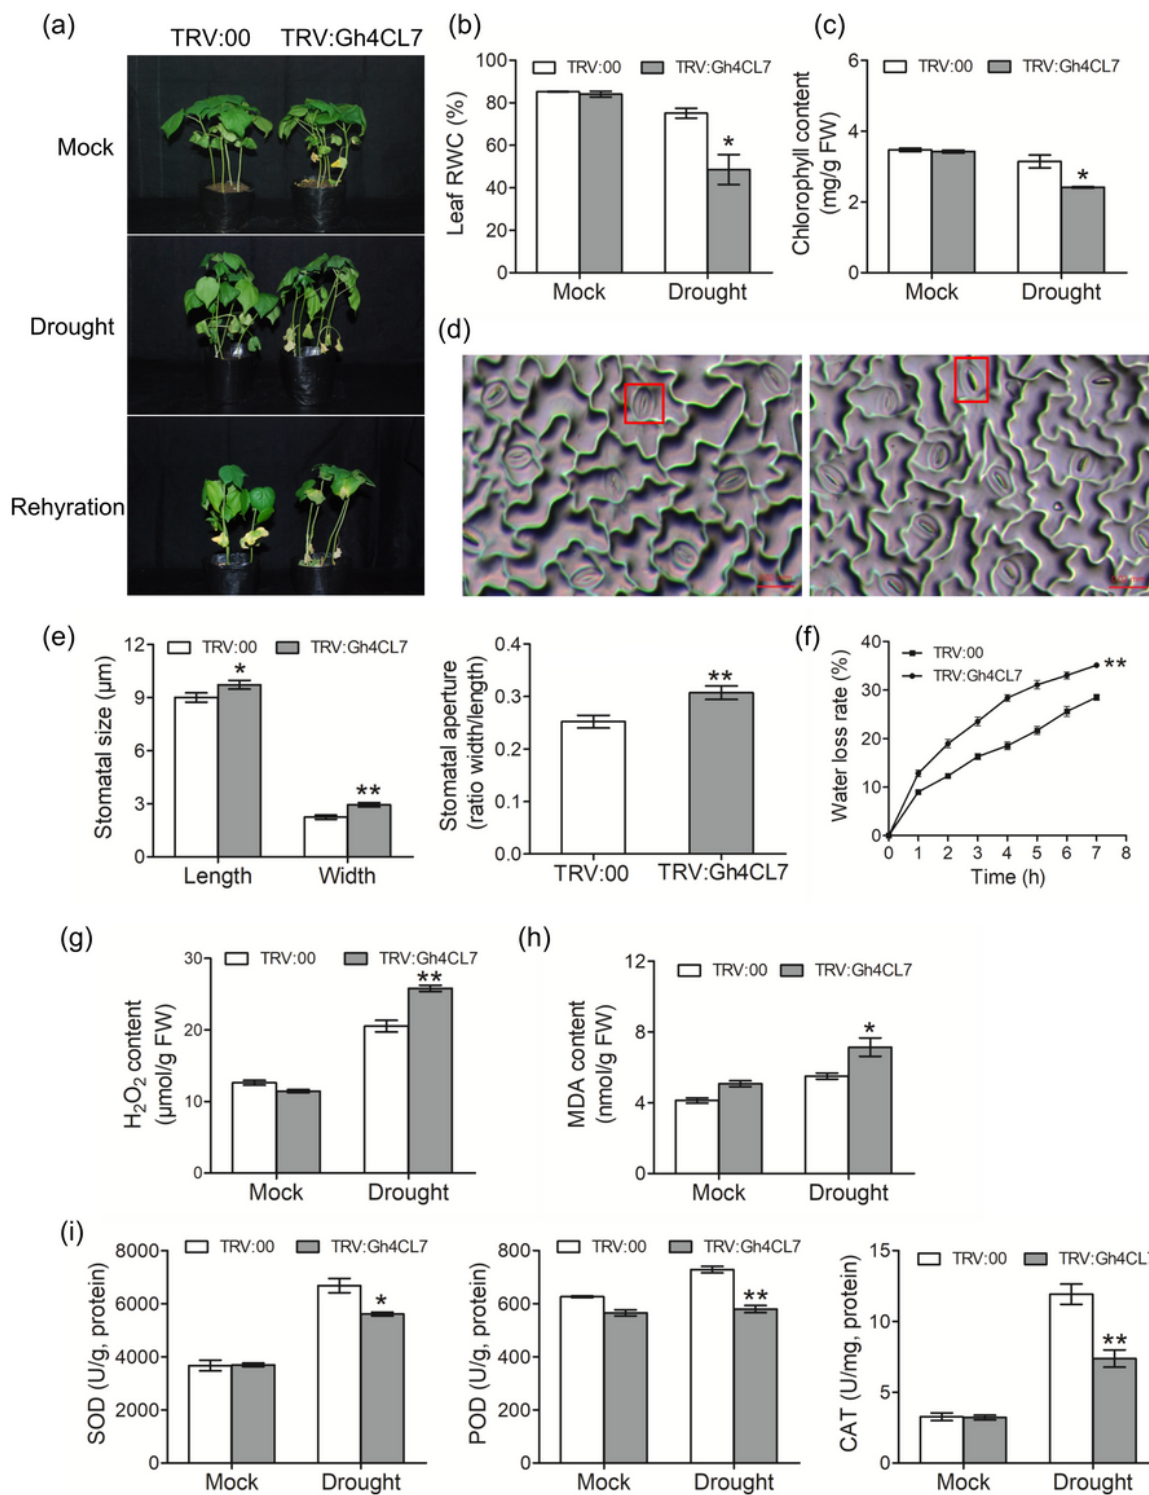 (a)
TRV:00 TRV:Gh4CL7
Mock
Drought
Rehyration
(b)
TRV:00 TRV:Gh4CL7
Leaf RWC (%)
100
80
60
40
20
0
*
Mock Drought
(c)
TRV:00 TRV:Gh4CL7
Chlorophyll content
(mg/g FW)
6
4
2
0
*
Mock Drought
(d)
(e)
TRV:00 TRV:Gh4CL7
Stomatal size (µm)
12
9
6
3
0
*
**
Length Width
Stomatal aperture
(ratio width/length)
0.4
0.3
0.2
0.1
0.0
**
TRV:00 TRV:Gh4CL7
(f)
Water loss rate (%)
40
30
20
10
0
TRV:00
TRV:Gh4CL7
**
0 1 2 3 4 5 6 7 8
Time (h)
(g)
TRV:00 TRV:Gh4CL7
H₂O₂ content
(µmol/g FW)
30
20
10
0
**
Mock Drought
(h)
TRV:00 TRV:Gh4CL7
MDA content
(nmol/g FW)
12
8
4
0
*
Mock Drought
(i)
TRV:00 TRV:Gh4CL7
SOD (U/g, protein)
8000
6000
4000
2000
0
*
Mock Drought
TRV:00 TRV:Gh4CL7
POD (U/g, protein)
800
600
400
200
0
**
Mock Drought
TRV:00 TRV:Gh4CL7
CAT (U/mg, protein)
15
10
5
0
**
Mock Drought